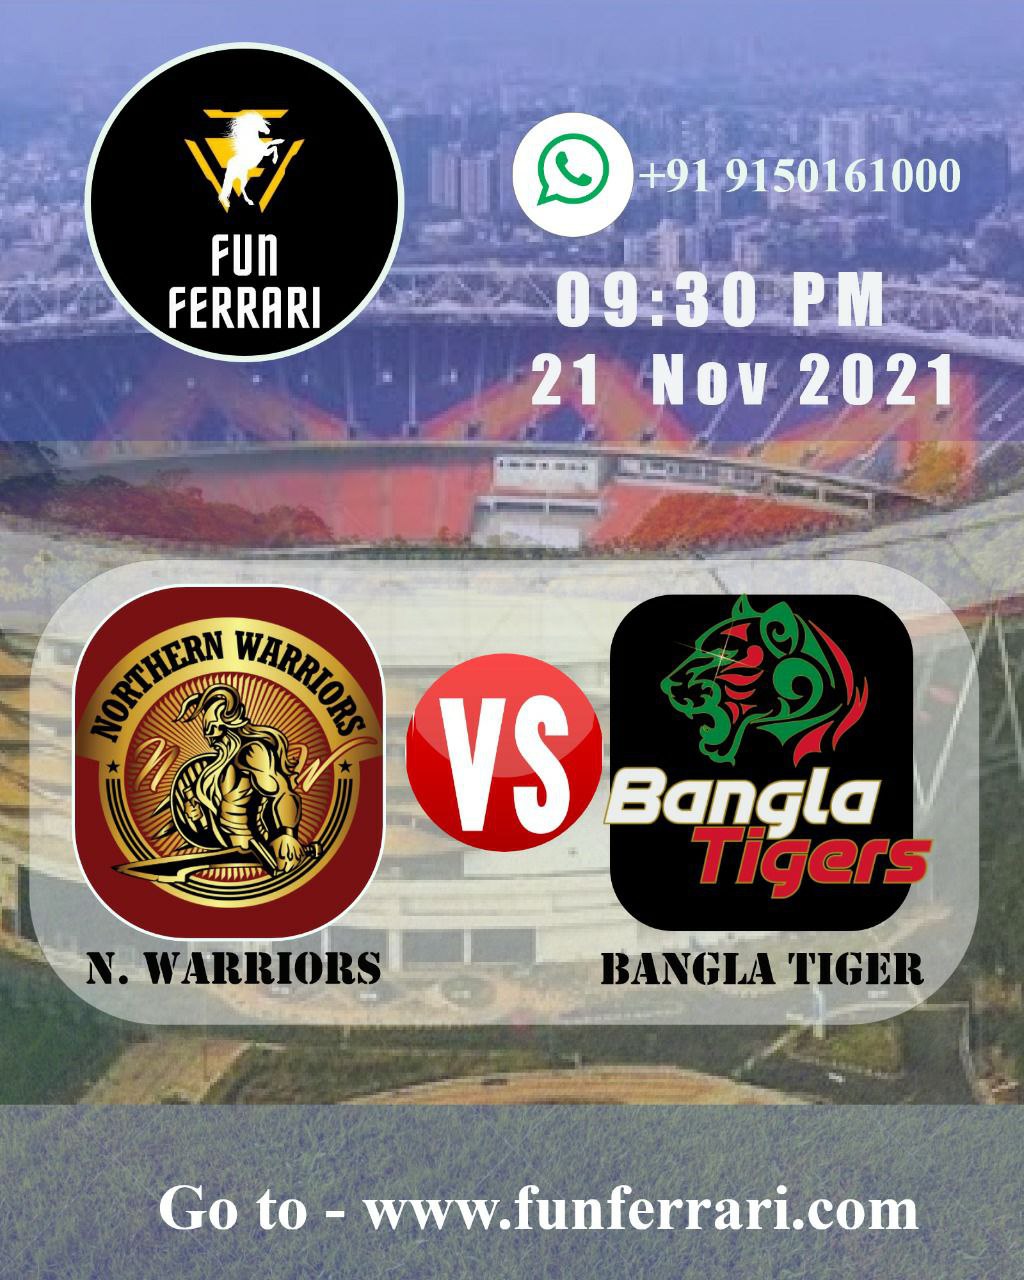 FUN
FERRARI
+91 9150161000
09:30 PM
21 Nov 2021
NORTHERN WARRIORS
N W
VS
Bangla
Tigers
N. WARRIORS
BANGLA TIGER
Go to - www.funferrari.com